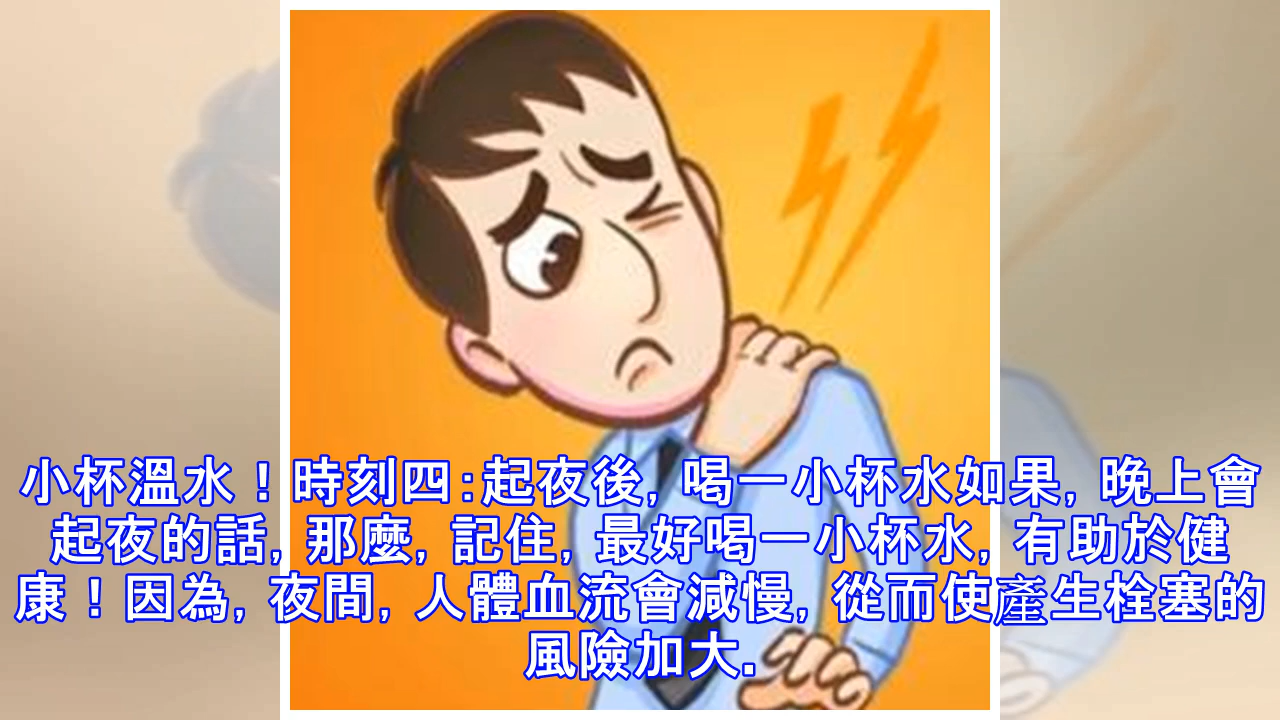 小杯溫水！時刻四:起夜後, 喝一小杯水如果, 晚上會
起夜的話, 那麼, 記住, 最好喝一小杯水, 有助於健
康！因為, 夜間, 人體血流會減慢, 從而使產生栓塞的
風險加大.